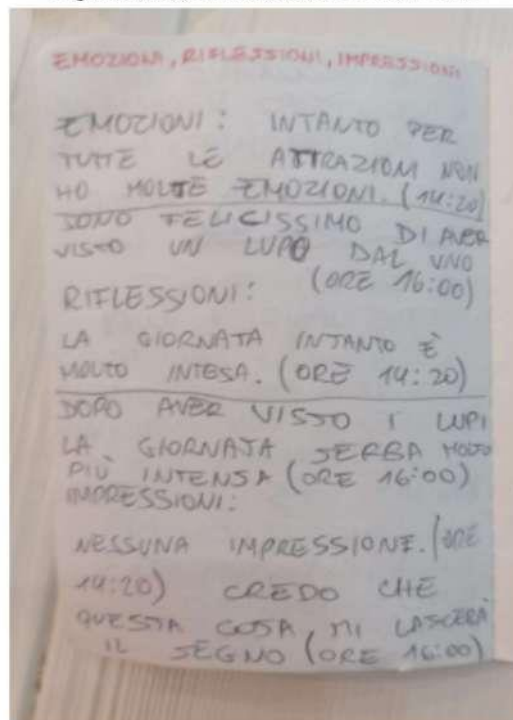 EMOZIONI, RIFLESSIONI, IMPRESSIONI
EMOZIONI: INTANTO PER
TUTTE LE ATTRAZIONI NON
HO MOLTE EMOZIONI. (14:20)
SONO FELICISSIMO DI AVER
VISTO UN LUPO DAL VIVO
(ORE 16:00)
RIFLESSIONI:
LA GIORNATA INTANTO È
MOLTO INTESA. (ORE 14:20)
DOPO AVER VISTO I LUPI
LA GIORNATA SERBA MOLTO
PIÙ INTENSA (ORE 16:00)
IMPRESSIONI:
NESSUNA IMPRESSIONE. (ORE
14:20) CREDO CHE
QUESTA COSA MI LASCERÀ
IL SEGNO (ORE 16:00)